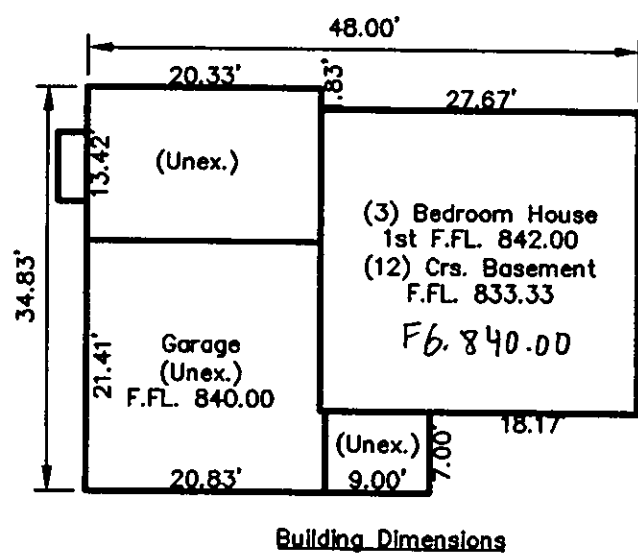 48.00'
20.33'
.83'
27.67'
13.42'
(Unex.)
34.83'
(3) Bedroom House
1st F.FL. 842.00
(12) Crs. Basement
F.FL. 833.33
FG. 840.00
21.41'
Garage
(Unex.)
F.FL. 840.00
18.17'
(Unex.)
7.00'
20.83'
9.00'
Building Dimensions